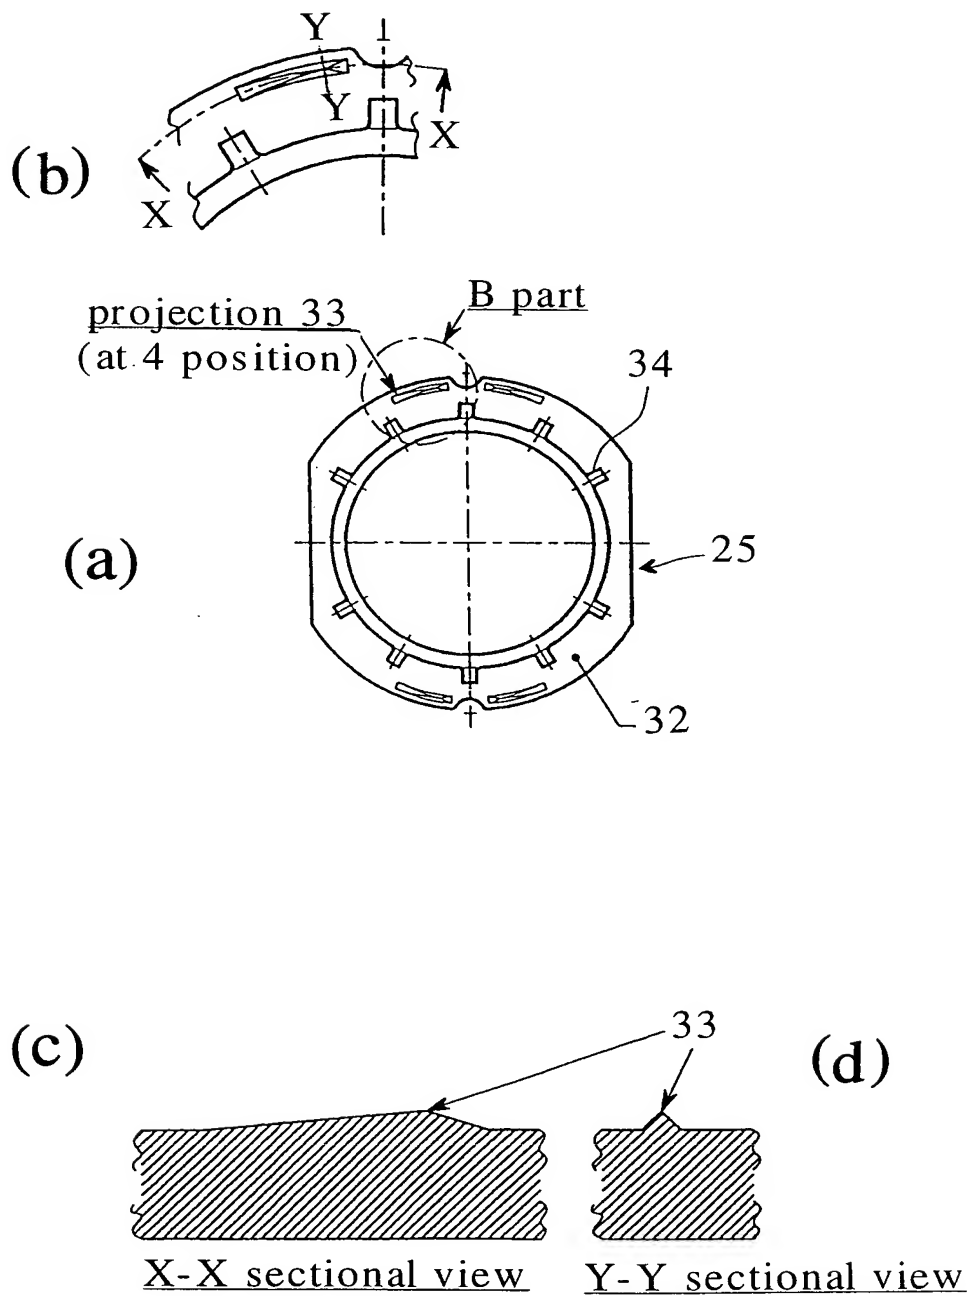 (b)
Y
Y
X
X
B part
projection 33
(at 4 position)
34
(a)
25
32
(c)
33
(d)
X-X sectional view
Y-Y sectional view